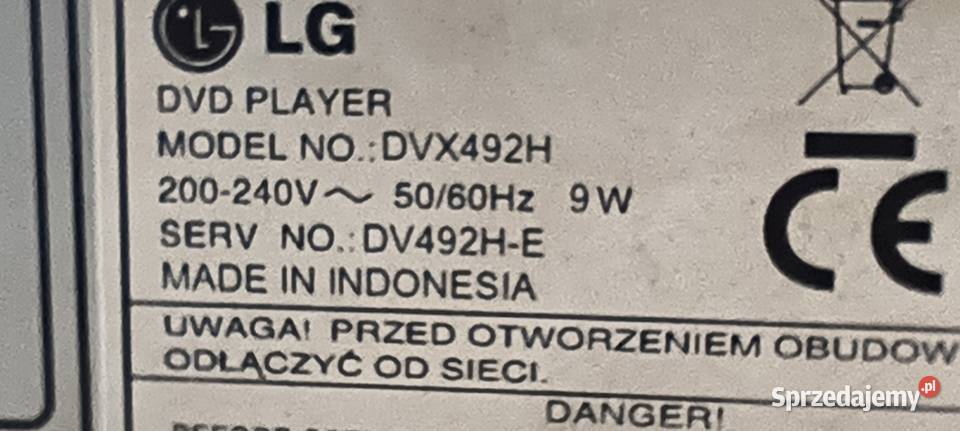 LG
DVD PLAYER
MODEL NO.:DVX492H
200-240V~ 50/60Hz 9W
SERV NO.:DV492H-E
MADE IN INDONESIA
CE
UWAGA! PRZED OTWORZENIEM OBUDOW
ODŁĄCZYĆ OD SIECI.
DANGER!
Sprzedajemy.pl